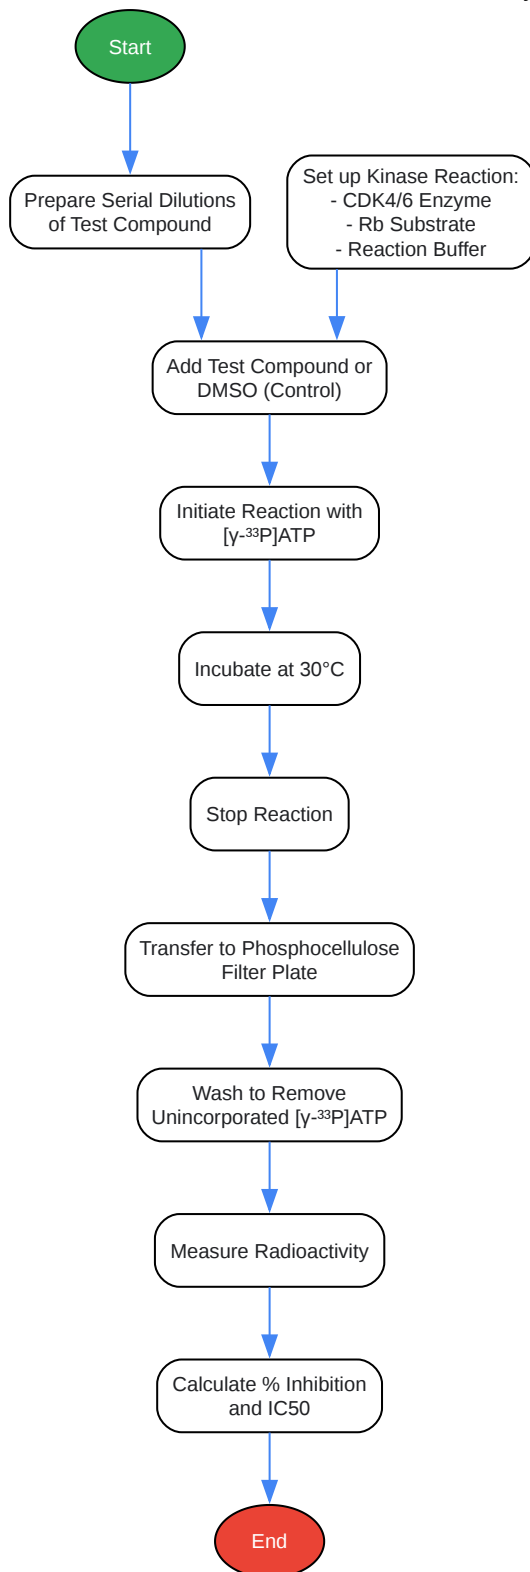 Start
Prepare Serial Dilutions
of Test Compound
Set up Kinase Reaction:
- CDK4/6 Enzyme
- Rb Substrate
- Reaction Buffer
Add Test Compound or
DMSO (Control)
Initiate Reaction with
[γ-³³P]ATP
Incubate at 30°C
Stop Reaction
Transfer to Phosphocellulose
Filter Plate
Wash to Remove
Unincorporated [γ-³³P]ATP
Measure Radioactivity
Calculate % Inhibition
and IC50
End